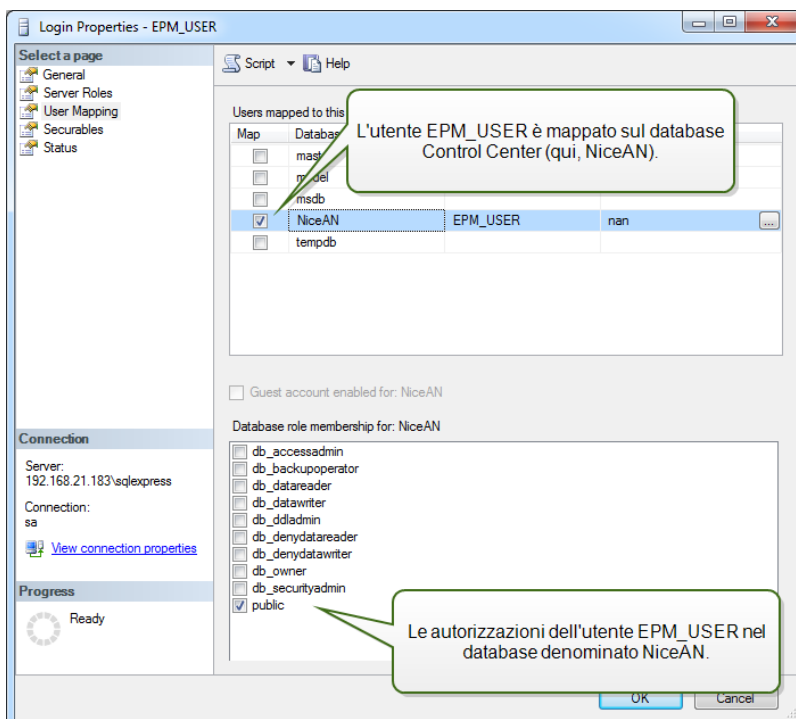 Login Properties - EPM_USER
Select a page
General
Server Roles
User Mapping
Securables
Status
Script
Help
Users mapped to this
Map
L'utente EPM_USER è mappato sul database
Control Center (qui, NiceAN).
msdb
NiceAN EPM_USER nan ...
tempdb
Guest account enabled for: NiceAN
Database role membership for: NiceAN
db_accessadmin
db_backupoperator
db_datareader
db_datawriter
db_ddladmin
db_denydatareader
db_denydatawriter
db_owner
db_securityadmin
public
Le autorizzazioni dell'utente EPM_USER nel
database denominato NiceAN.
Connection
Server:
192.168.21.183\sqlexpress
Connection:
sa
View connection properties
Progress
Ready
OK Cancel